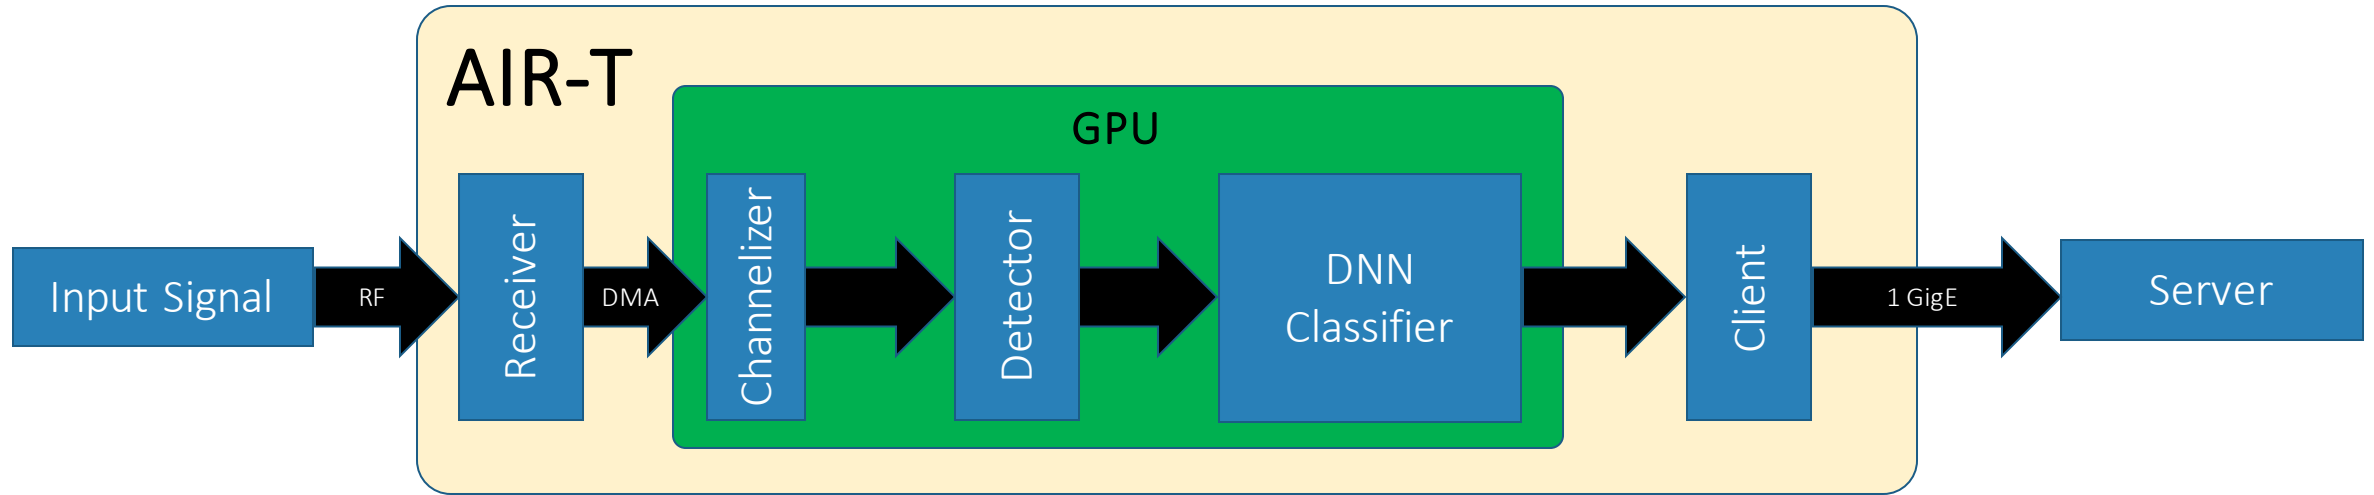 AIR-T
GPU
Input Signal
RF
Receiver
DMA
Channelizer
Detector
DNN
Classifier
Client
1 GigE
Server